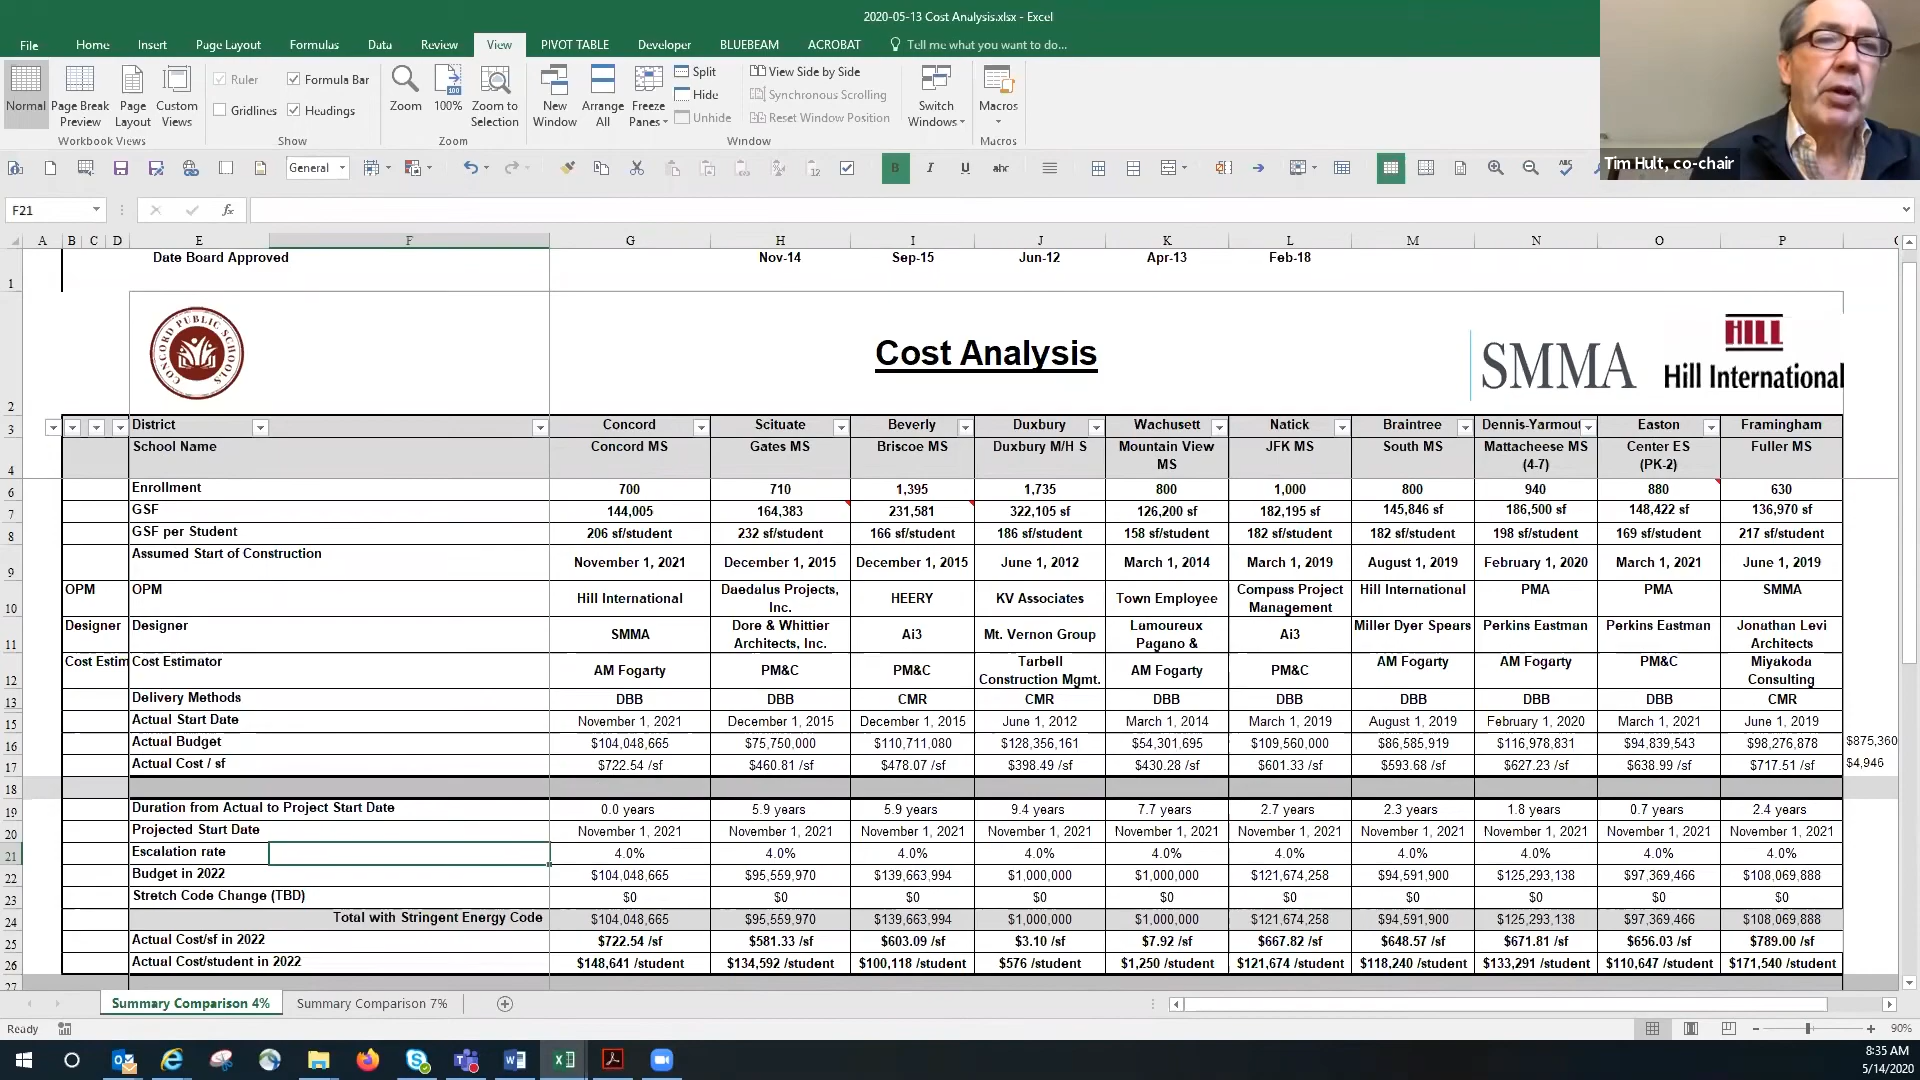 2020-05-13 Cost Analysis.xlsx - Excel
File Home Insert Page Layout Formulas Data Review View PIVOT TABLE Developer BLUEBEAM ACROBAT Tell me what you want to do...
Normal Page Break Preview Page Layout Custom Views
Workbook Views
Ruler Formula Bar
Gridlines Headings
Show
Zoom 100% Zoom to Selection
Zoom
New Window Arrange All Freeze Panes
Split
Hide
Unhide
View Side by Side
Synchronous Scrolling
Reset Window Position
Window
Switch Windows
Macros
Macros
Tim Hult, co-chair
General
B I U abc
F21 fx
A B C D E F G H I J K L M N O P
1 Date Board Approved Nov-14 Sep-15 Jun-12 Apr-13 Feb-18
2 CONCORD PUBLIC SCHOOLS Cost Analysis SMMA HILL Hill International
3 District Concord Scituate Beverly Duxbury Wachusett Natick Braintree Dennis-Yarmout Easton Framingham
4 School Name Concord MS Gates MS Briscoe MS Duxbury M/H S Mountain View MS JFK MS South MS Mattacheese MS (4-7) Center ES (PK-2) Fuller MS
6 Enrollment 700 710 1,395 1,735 800 1,000 800 940 880 630
7 GSF 144,005 164,383 231,581 322,105 sf 126,200 sf 182,195 sf 145,846 sf 186,500 sf 148,422 sf 136,970 sf
8 GSF per Student 206 sf/student 232 sf/student 166 sf/student 186 sf/student 158 sf/student 182 sf/student 182 sf/student 198 sf/student 169 sf/student 217 sf/student
9 Assumed Start of Construction November 1, 2021 December 1, 2015 December 1, 2015 June 1, 2012 March 1, 2014 March 1, 2019 August 1, 2019 February 1, 2020 March 1, 2021 June 1, 2019
10 OPM OPM Hill International Daedalus Projects, Inc. HEERY KV Associates Town Employee Compass Project Management Hill International PMA PMA SMMA
11 Designer Designer SMMA Dore & Whittier Architects, Inc. Ai3 Mt. Vernon Group Lamoureux Pagano & Ai3 Miller Dyer Spears Perkins Eastman Perkins Eastman Jonathan Levi Architects
12 Cost Estim Cost Estimator AM Fogarty PM&C PM&C Tarbell Construction Mgmt. AM Fogarty PM&C AM Fogarty AM Fogarty PM&C Miyakoda Consulting
13 Delivery Methods DBB DBB CMR CMR DBB DBB DBB DBB DBB CMR
15 Actual Start Date November 1, 2021 December 1, 2015 December 1, 2015 June 1, 2012 March 1, 2014 March 1, 2019 August 1, 2019 February 1, 2020 March 1, 2021 June 1, 2019
16 Actual Budget $104,048,665 $75,750,000 $110,711,080 $128,356,161 $54,301,695 $109,560,000 $86,585,919 $116,978,831 $94,839,543 $98,276,878 $875,360
17 Actual Cost / sf $722.54 /sf $460.81 /sf $478.07 /sf $398.49 /sf $430.28 /sf $601.33 /sf $593.68 /sf $627.23 /sf $638.99 /sf $717.51 /sf $4,946
18
19 Duration from Actual to Project Start Date 0.0 years 5.9 years 5.9 years 9.4 years 7.7 years 2.7 years 2.3 years 1.8 years 0.7 years 2.4 years
20 Projected Start Date November 1, 2021 November 1, 2021 November 1, 2021 November 1, 2021 November 1, 2021 November 1, 2021 November 1, 2021 November 1, 2021 November 1, 2021 November 1, 2021
21 Escalation rate 4.0% 4.0% 4.0% 4.0% 4.0% 4.0% 4.0% 4.0% 4.0% 4.0%
22 Budget in 2022 $104,048,665 $95,559,970 $139,663,994 $1,000,000 $1,000,000 $121,674,258 $94,591,900 $125,293,138 $97,369,466 $108,069,888
23 Stretch Code Change (TBD) $0 $0 $0 $0 $0 $0 $0 $0 $0 $0
24 Total with Stringent Energy Code $104,048,665 $95,559,970 $139,663,994 $1,000,000 $1,000,000 $121,674,258 $94,591,900 $125,293,138 $97,369,466 $108,069,888
25 Actual Cost/sf in 2022 $722.54 /sf $581.33 /sf $603.09 /sf $3.10 /sf $7.92 /sf $667.82 /sf $648.57 /sf $671.81 /sf $656.03 /sf $789.00 /sf
26 Actual Cost/student in 2022 $148,641 /student $134,592 /student $100,118 /student $576 /student $1,250 /student $121,674 /student $118,240 /student $133,291 /student $110,647 /student $171,540 /student
27
Summary Comparison 4% Summary Comparison 7%
Ready 90%
8:35 AM
5/14/2020